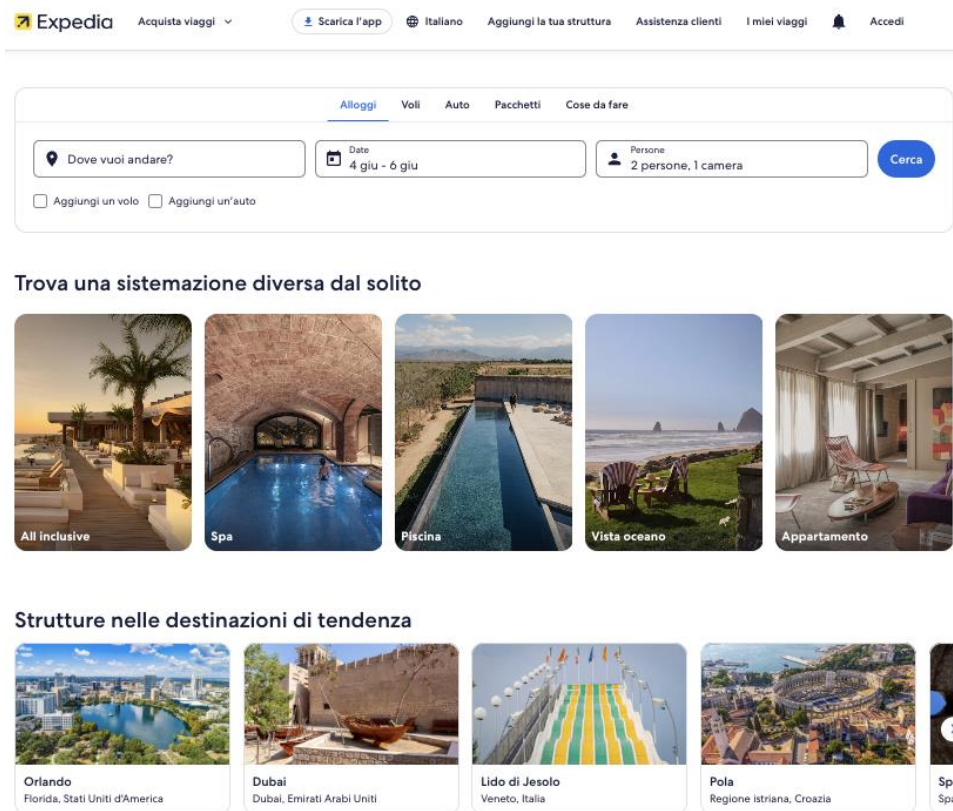 Expedia
Acquista viaggi
Scarica l'app
Italiano
Aggiungi la tua struttura
Assistenza clienti
I miei viaggi
Accedi
Alloggi
Voli
Auto
Pacchetti
Cose da fare
Dove vuoi andare?
Date
4 giu - 6 giu
Persone
2 persone, 1 camera
Cerca
Aggiungi un volo
Aggiungi un'auto
Trova una sistemazione diversa dal solito
All inclusive
Spa
Piscina
Vista oceano
Appartamento
Strutture nelle destinazioni di tendenza
Orlando
Florida, Stati Uniti d'America
Dubai
Dubai, Emirati Arabi Uniti
Lido di Jesolo
Veneto, Italia
Pola
Regione istriana, Croazia